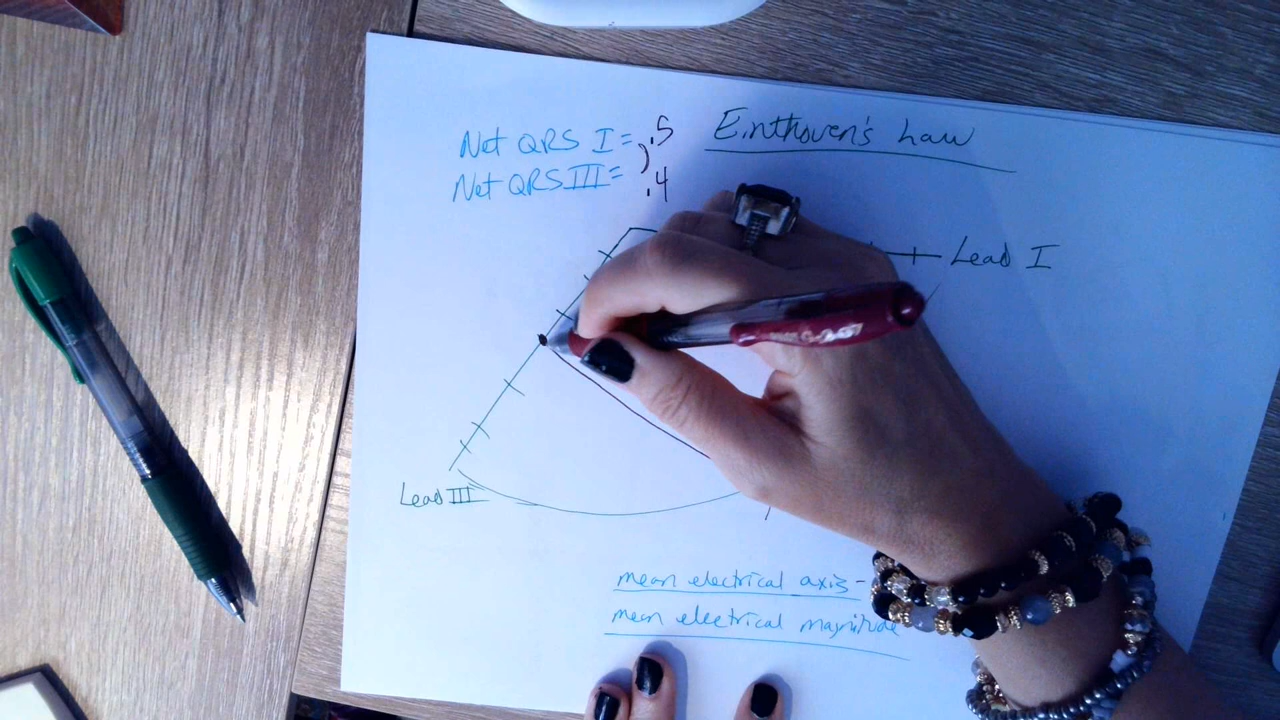 Einthoven's Law
Net QRS I = .5
Net QRS III = .4
Lead I
Lead III
mean electrical axis -
mean electrical magnitude